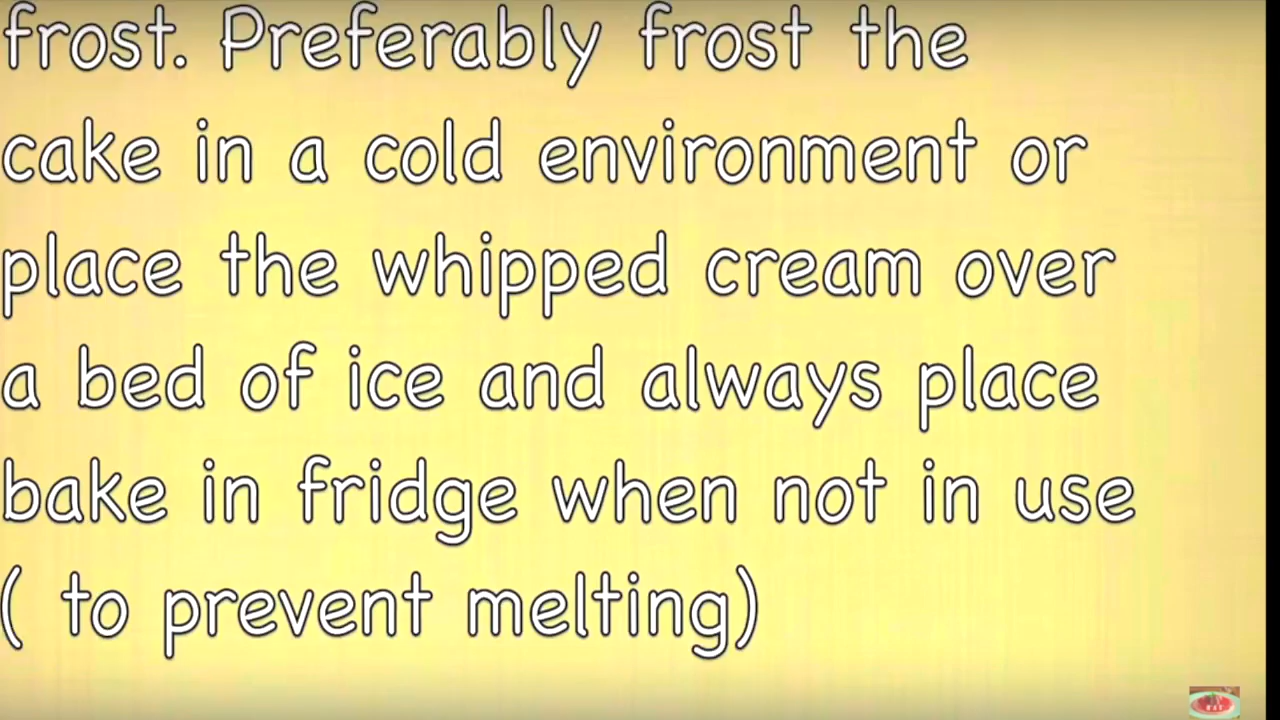 frost. Preferably frost the
cake in a cold environment or
place the whipped cream over
a bed of ice and always place
bake in fridge when not in use
( to prevent melting)